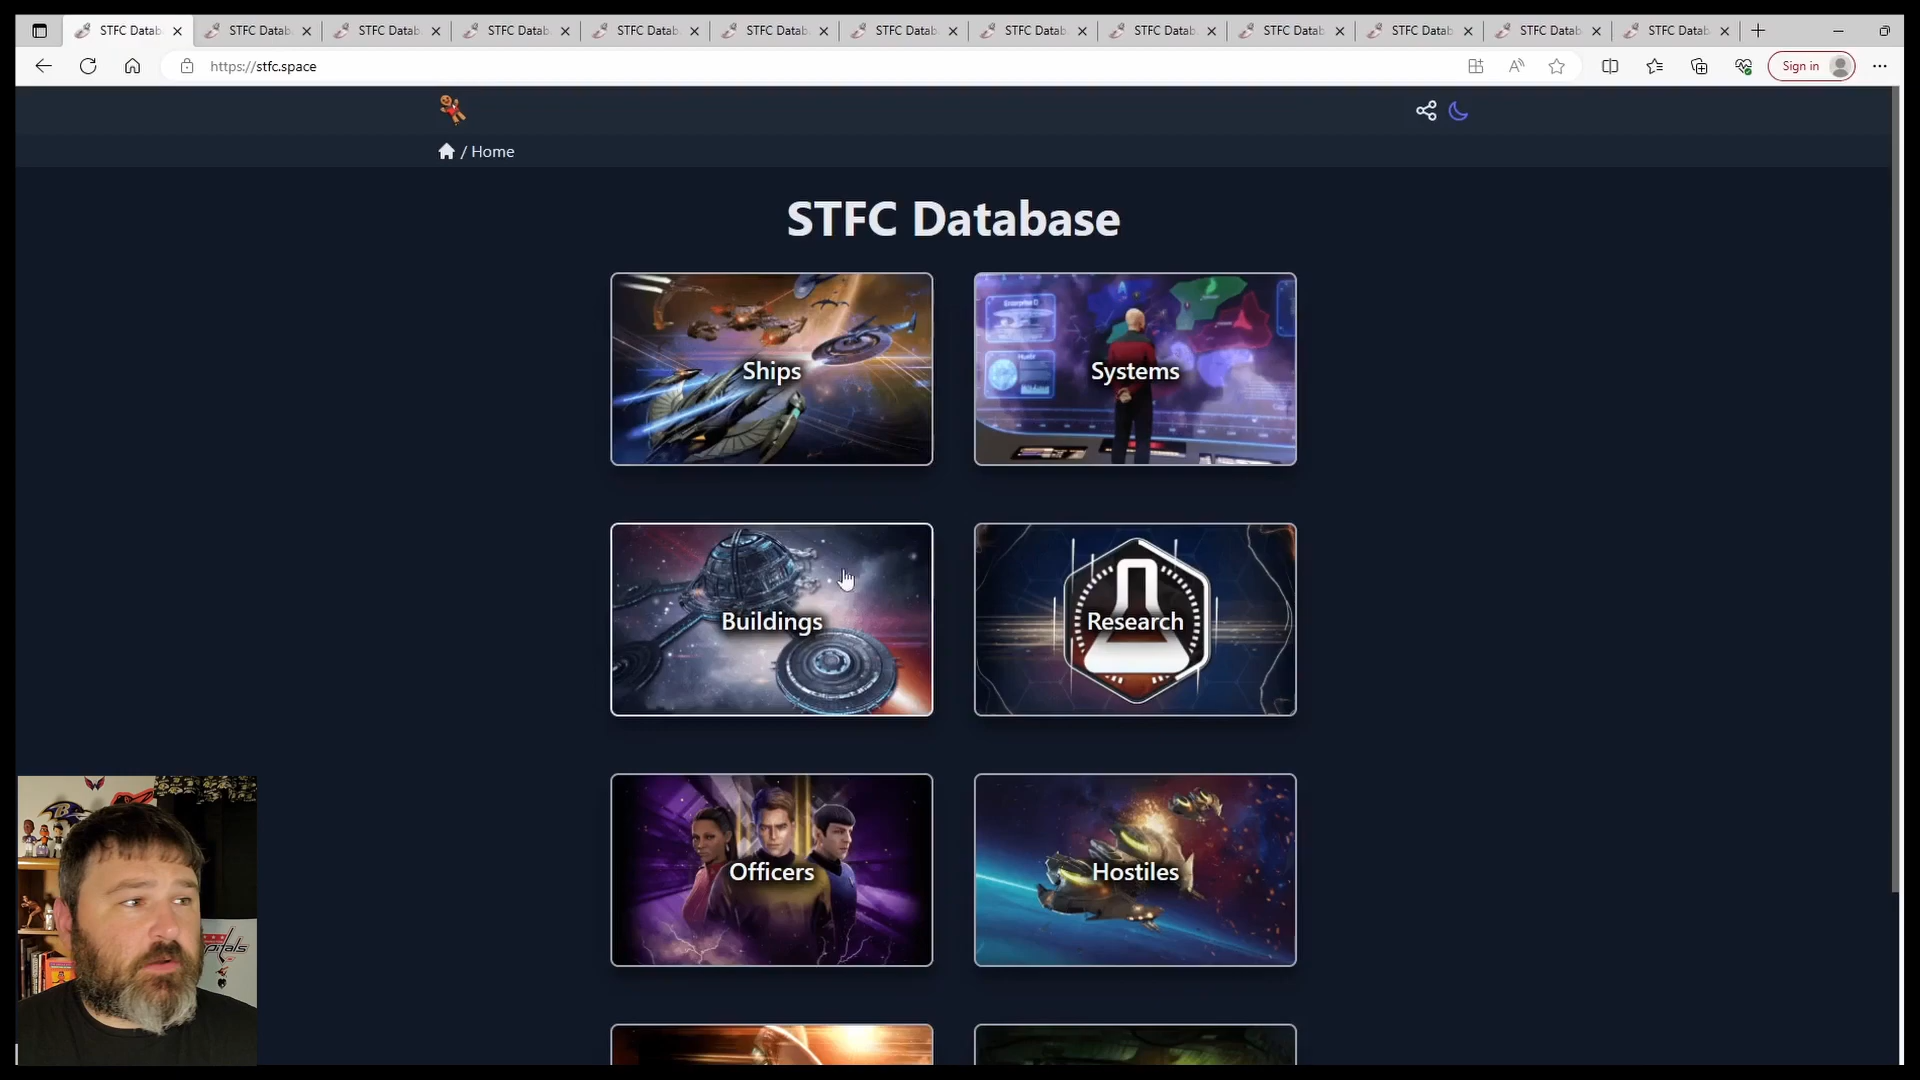 STFC Datab STFC Datab STFC Datab STFC Datab STFC Datab STFC Datab STFC Datab STFC Datab STFC Datab STFC Datab STFC Datab STFC Datab STFC Datab
https://stfc.space
Sign in
/ Home
STFC Database
Ships
Systems
Enterprise D
Buildings
Research
Officers
Hostiles